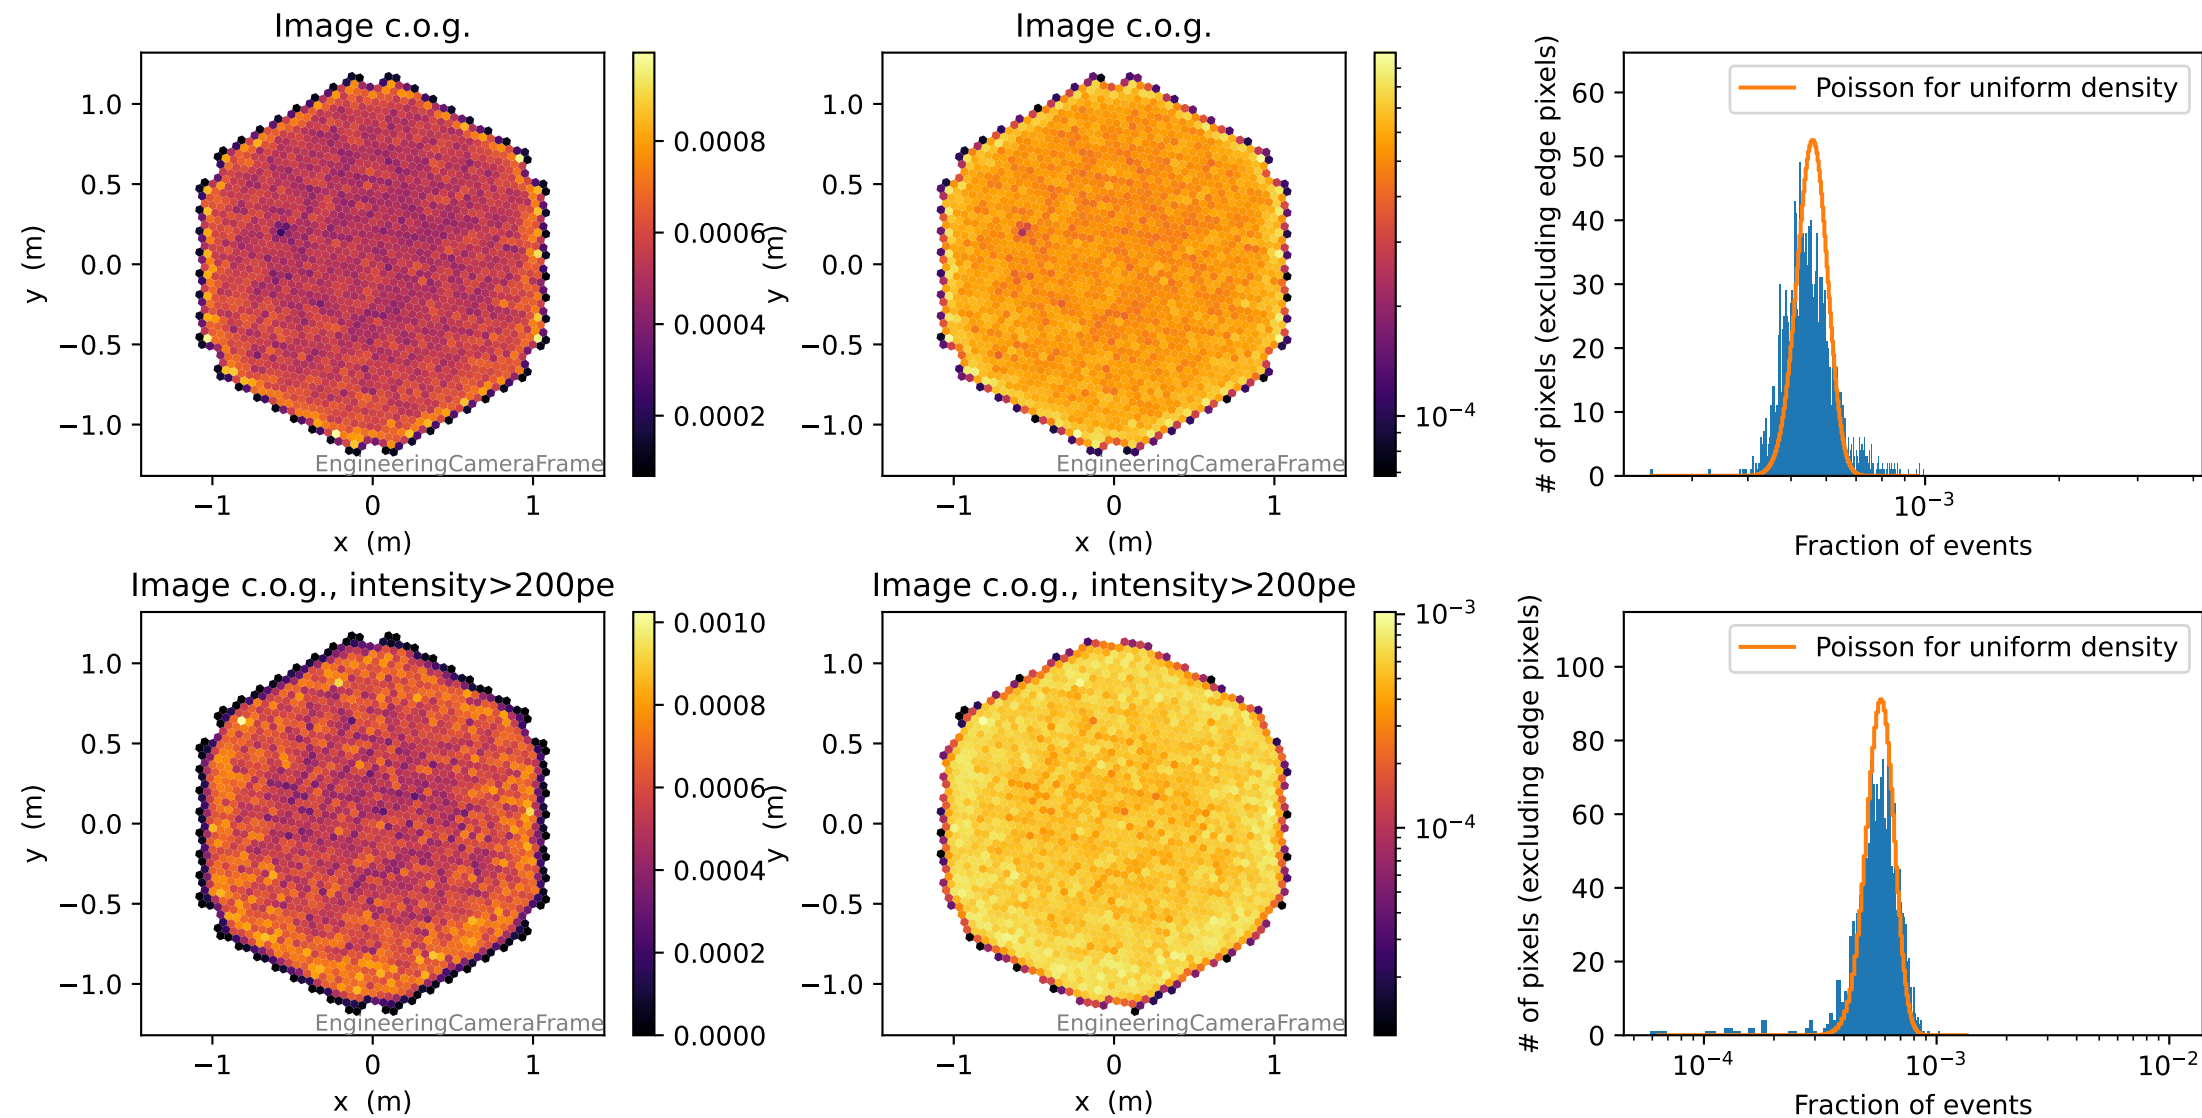 Image c.o.g.
1.0
0.5
0.0
−0.5
−1.0
y (m)
−1
0
1
x (m)
EngineeringCameraFrame
0.0008
0.0006
0.0004
0.0002
Image c.o.g.
1.0
0.5
0.0
−0.5
−1.0
y (m)
−1
0
1
x (m)
EngineeringCameraFrame
10⁻⁴
# of pixels (excluding edge pixels)
60
50
40
30
20
10
0
Poisson for uniform density
10⁻³
Fraction of events
Image c.o.g., intensity>200pe
1.0
0.5
0.0
−0.5
−1.0
y (m)
−1
0
1
x (m)
EngineeringCameraFrame
0.0010
0.0008
0.0006
0.0004
0.0002
0.0000
Image c.o.g., intensity>200pe
1.0
0.5
0.0
−0.5
−1.0
y (m)
−1
0
1
x (m)
EngineeringCameraFrame
10⁻³
10⁻⁴
# of pixels (excluding edge pixels)
100
80
60
40
20
0
Poisson for uniform density
10⁻⁴
10⁻³
10⁻²
Fraction of events